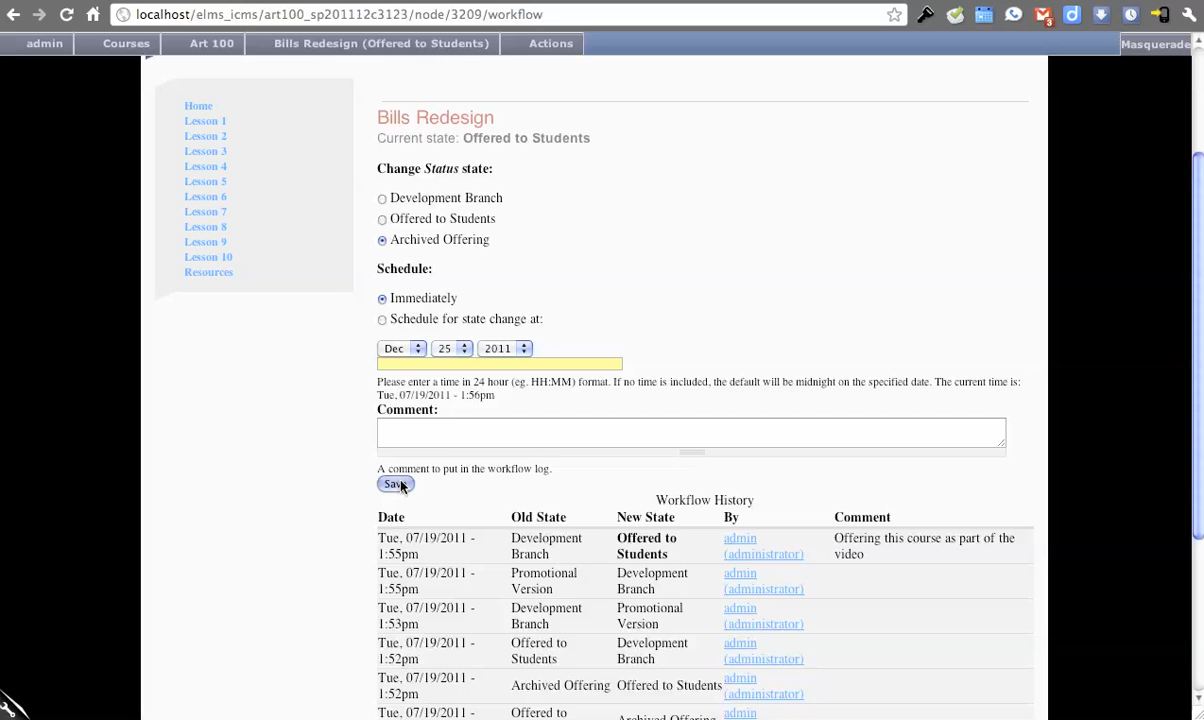 localhost/elms_icms/art100_sp201112c3123/node/3209/workflow
admin Courses Art 100 Bills Redesign (Offered to Students) Actions Masquerade
Home
Lesson 1
Lesson 2
Lesson 3
Lesson 4
Lesson 5
Lesson 6
Lesson 7
Lesson 8
Lesson 9
Lesson 10
Resources
Bills Redesign
Current state: Offered to Students
Change Status state:
Development Branch
Offered to Students
Archived Offering
Schedule:
Immediately
Schedule for state change at:
Dec 25 2011
Please enter a time in 24 hour (eg. HH:MM) format. If no time is included, the default will be midnight on the specified date. The current time is:
Tue, 07/19/2011 - 1:56pm
Comment:
A comment to put in the workflow log.
Save
Workflow History
Date Old State New State By Comment
Tue, 07/19/2011 - Development Offered to admin Offering this course as part of the
1:55pm Branch Students (administrator) video
Tue, 07/19/2011 - Promotional Development admin
1:55pm Version Branch (administrator)
Tue, 07/19/2011 - Development Promotional admin
1:53pm Branch Version (administrator)
Tue, 07/19/2011 - Offered to Development admin
1:52pm Students Branch (administrator)
Tue, 07/19/2011 - Archived Offering Offered to Students admin
1:52pm (administrator)
Tue, 07/19/2011 - Offered to Archived Offering admin